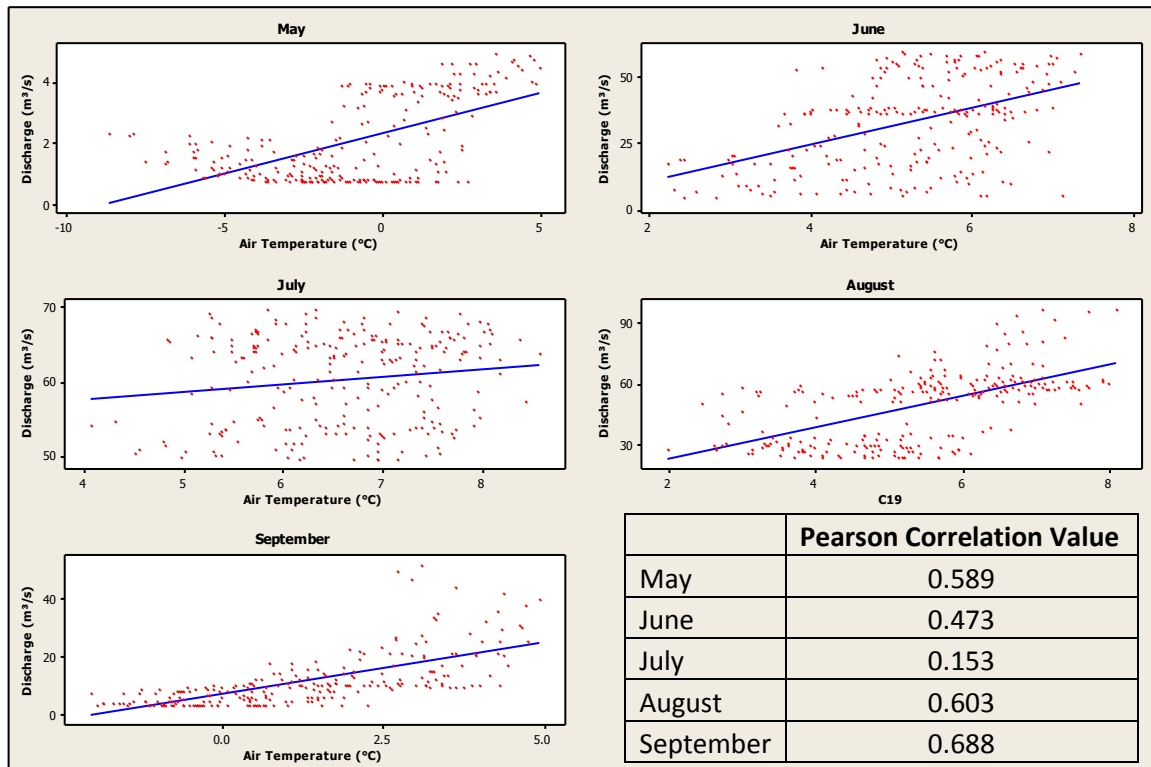 May
Discharge (m³/s)
4
2
0
-10 -5 0 5
Air Temperature (°C)
June
Discharge (m³/s)
50
25
0
2 4 6 8
Air Temperature (°C)
July
Discharge (m³/s)
70
60
50
4 5 6 7 8
Air Temperature (°C)
August
Discharge (m³/s)
90
60
30
2 4 6 8
C19
September
Discharge (m³/s)
40
20
0
0.0 2.5 5.0
Air Temperature (°C)
Pearson Correlation Value
May 0.589
June 0.473
July 0.153
August 0.603
September 0.688